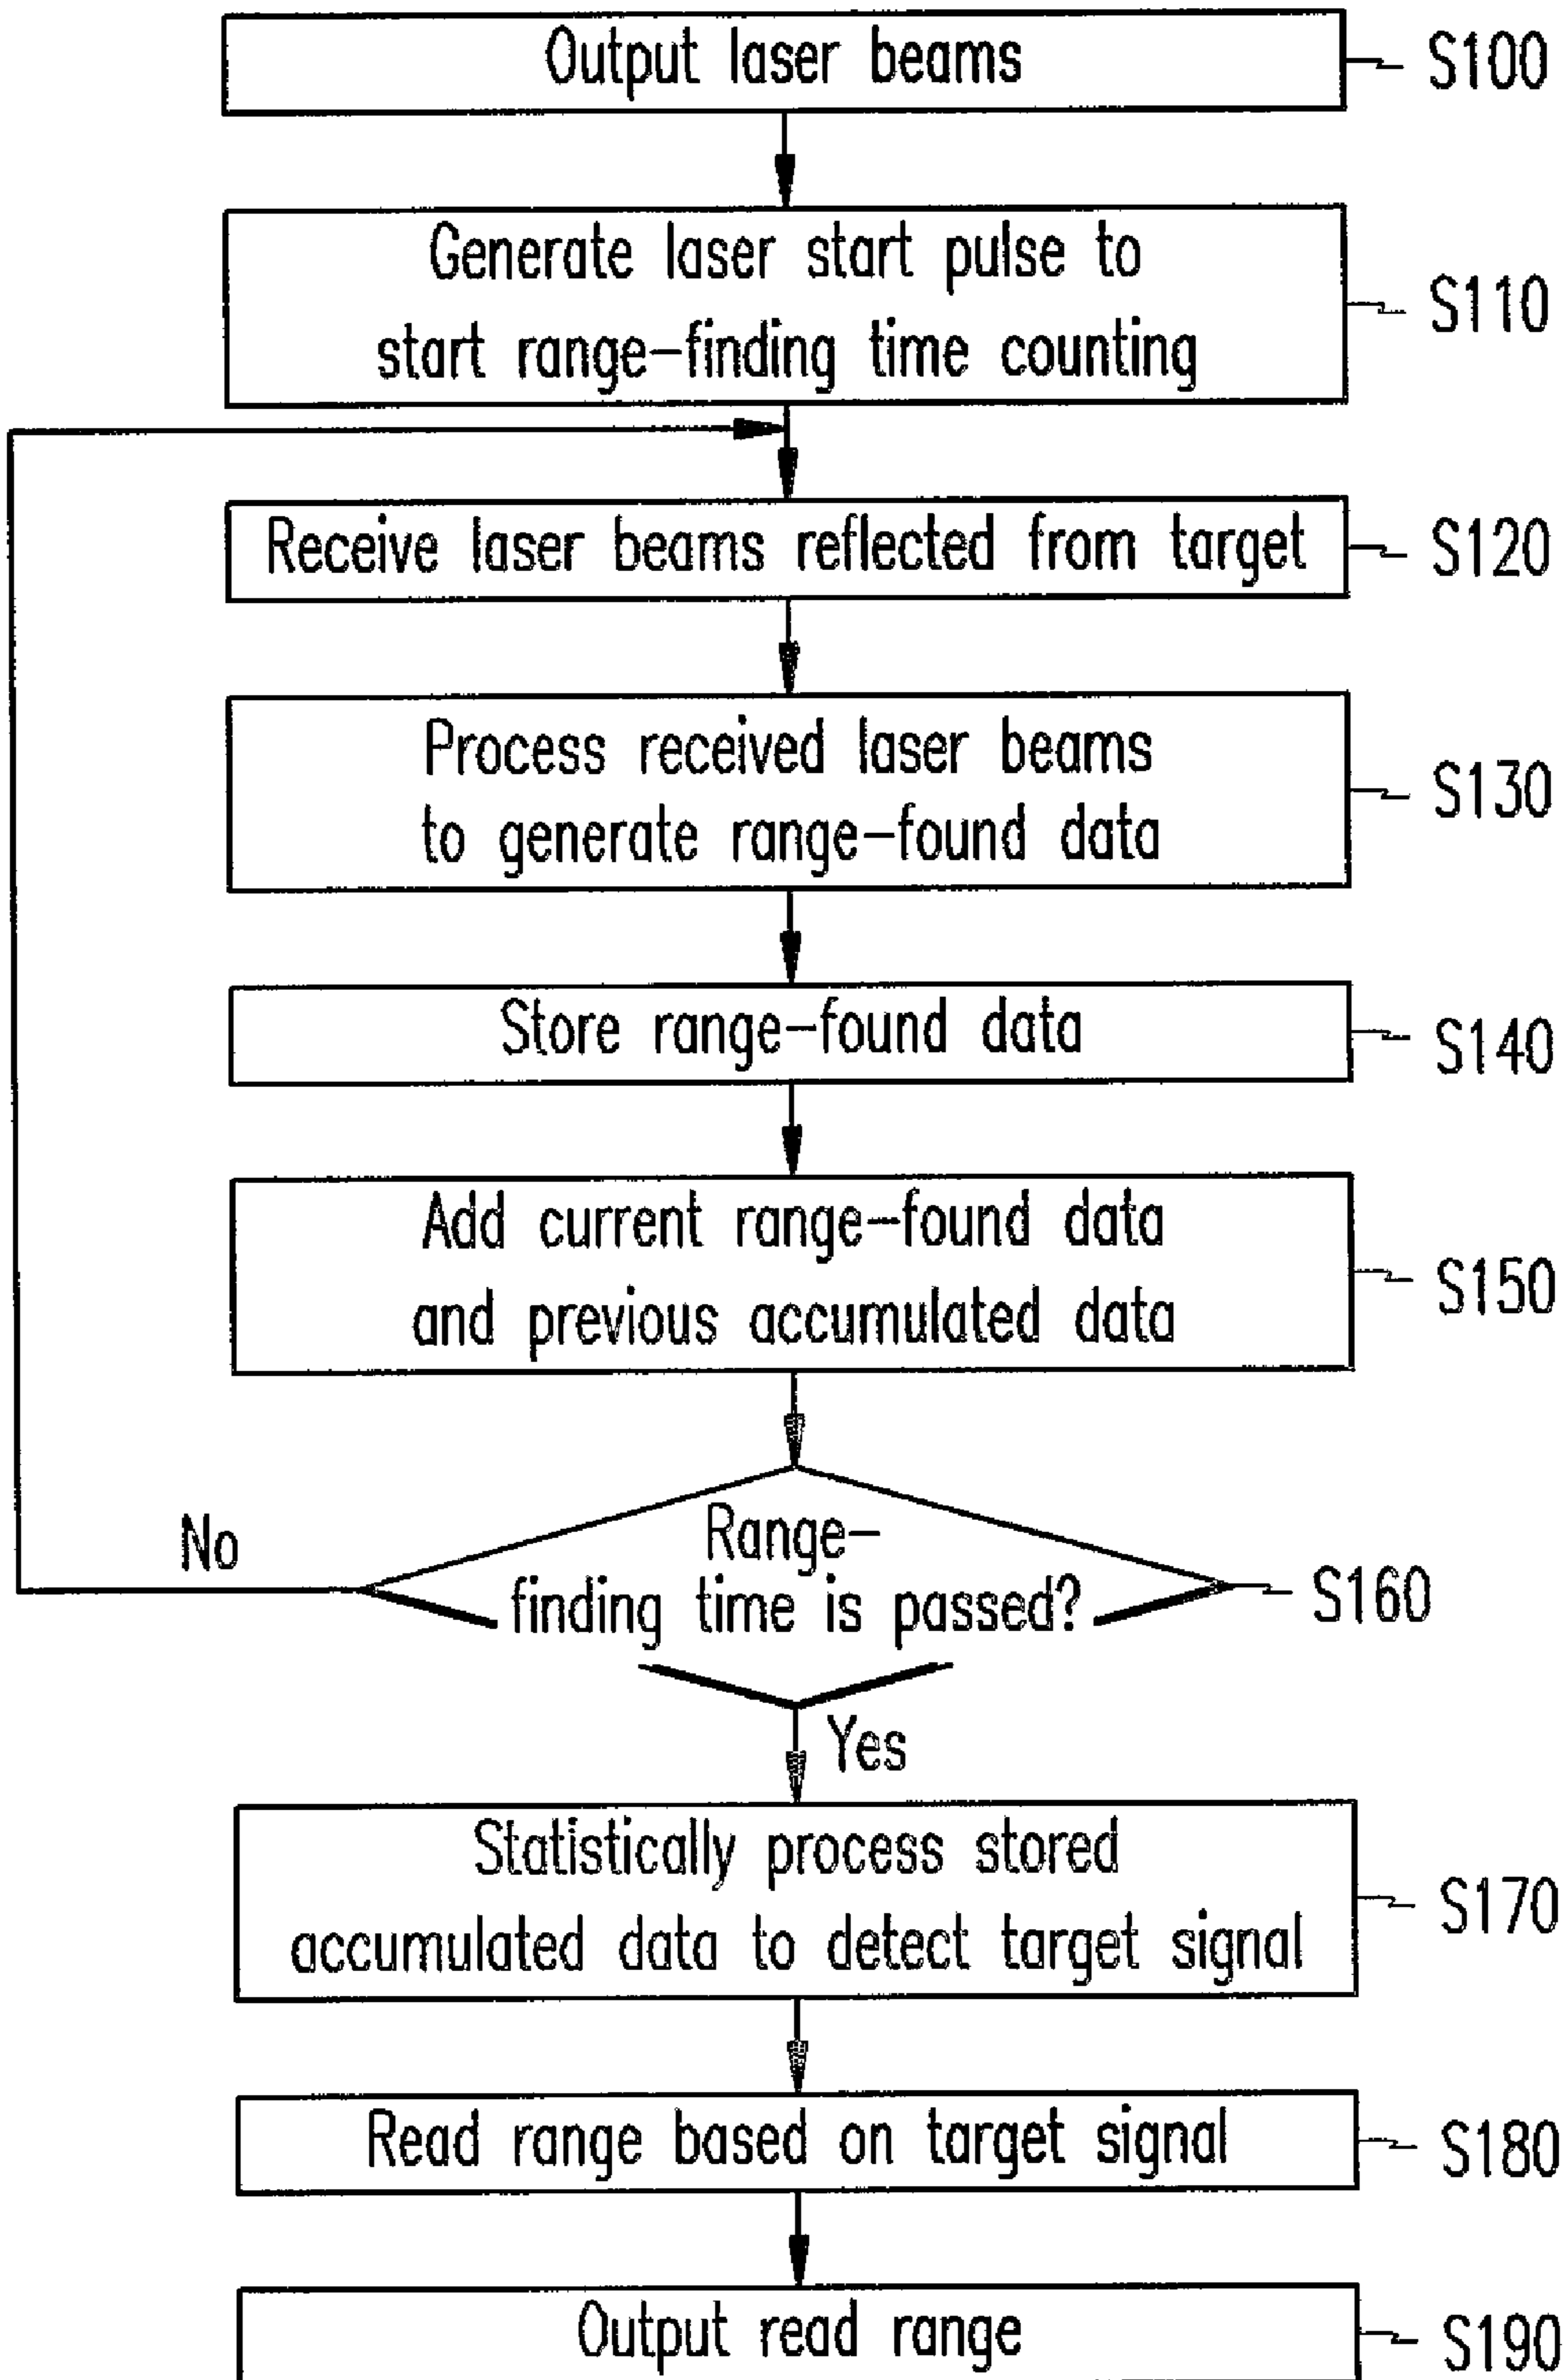 Output laser beams
S100
Generate laser start pulse to
start range-finding time counting
S110
Receive laser beams reflected from target
S120
Process received laser beams
to generate range-found data
S130
Store range-found data
S140
Add current range-found data
and previous accumulated data
S150
Range-
finding time is passed?
S160
No
Yes
Statistically process stored
accumulated data to detect target signal
S170
Read range based on target signal
S180
Output read range
S190